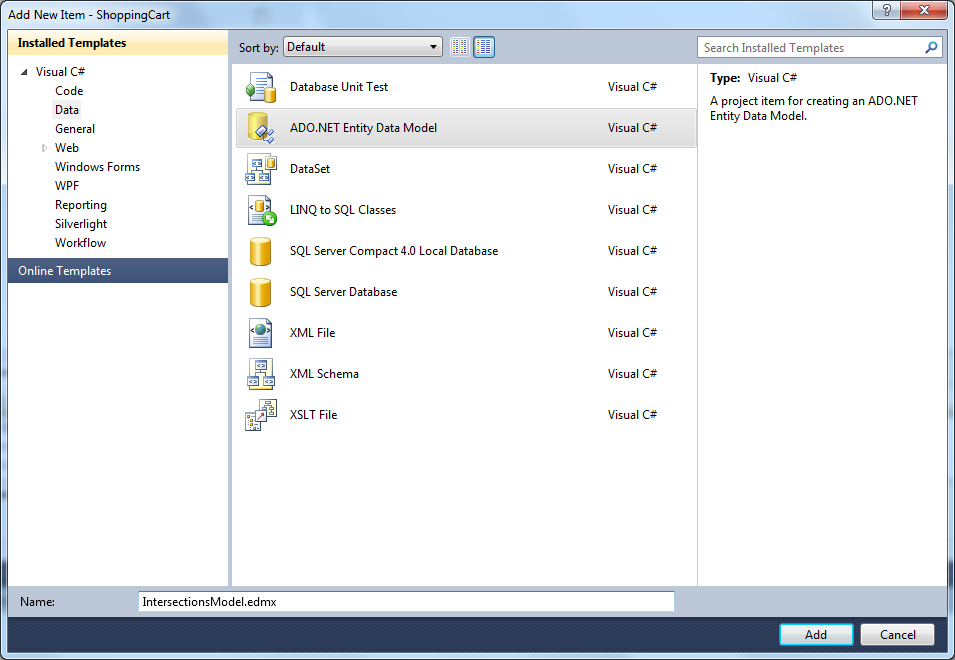 Add New Item - ShoppingCart
Installed Templates
Visual C#
Code
Data
General
Web
Windows Forms
WPF
Reporting
Silverlight
Workflow
Online Templates
Sort by: Default
Database Unit Test Visual C#
ADO.NET Entity Data Model Visual C#
DataSet Visual C#
LINQ to SQL Classes Visual C#
SQL Server Compact 4.0 Local Database Visual C#
SQL Server Database Visual C#
XML File Visual C#
XML Schema Visual C#
XSLT File Visual C#
Search Installed Templates
Type: Visual C#
A project item for creating an ADO.NET
Entity Data Model.
Name: IntersectionsModel.edmx
Add Cancel